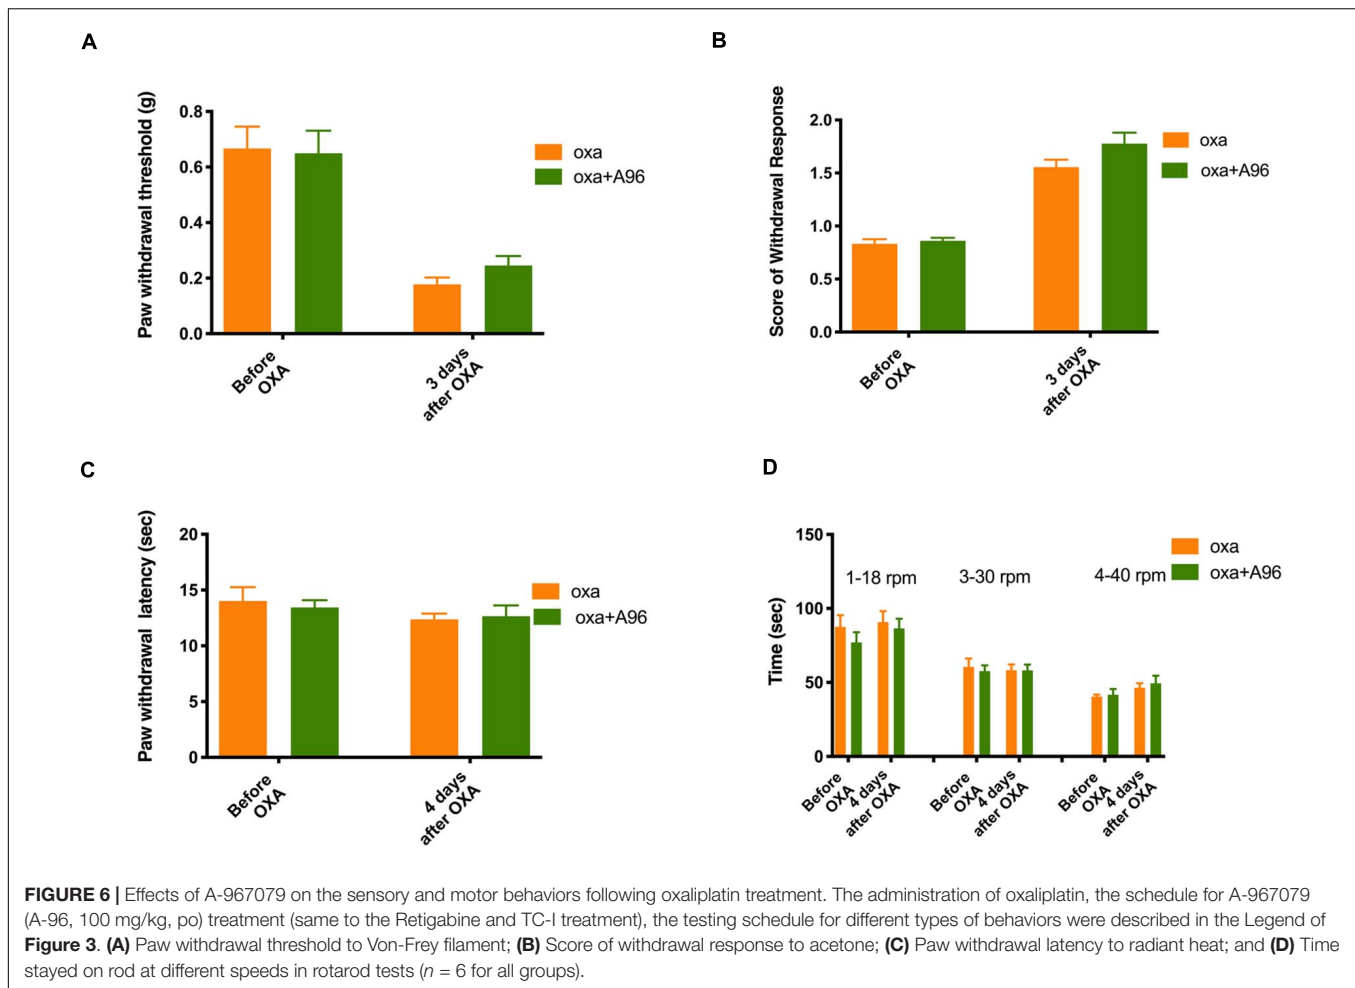 A
Paw withdrawal threshold (g)
0.8
0.6
0.4
0.2
0.0
oxa
oxa+A96
Before
OXA
3 days
after OXA
B
Score of Withdrawal Response
2.0
1.5
1.0
0.5
0.0
oxa
oxa+A96
Before
OXA
3 days
after OXA
C
Paw withdrawal latency (sec)
20
15
10
5
0
oxa
oxa+A96
Before
OXA
4 days
after OXA
D
Time (sec)
150
100
50
0
1-18 rpm
3-30 rpm
4-40 rpm
oxa
oxa+A96
Before
OXA
4 days
after OXA
Before
OXA
4 days
after OXA
Before
OXA
4 days
after OXA
FIGURE 6 | Effects of A-967079 on the sensory and motor behaviors following oxaliplatin treatment. The administration of oxaliplatin, the schedule for A-967079
(A-96, 100 mg/kg, po) treatment (same to the Retigabine and TC-I treatment), the testing schedule for different types of behaviors were described in the Legend of
Figure 3. (A) Paw withdrawal threshold to Von-Frey filament; (B) Score of withdrawal response to acetone; (C) Paw withdrawal latency to radiant heat; and (D) Time
stayed on rod at different speeds in rotarod tests (n = 6 for all groups).